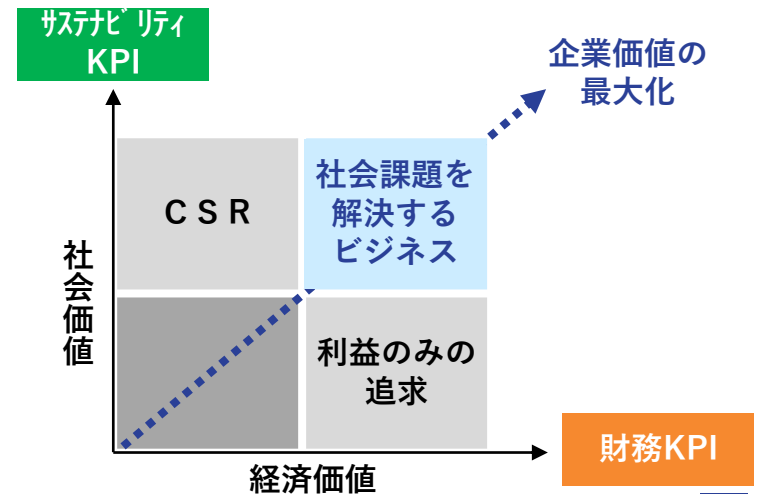 ｻｽﾃﾅﾋﾞﾘﾃｨ
KPI
企業価値の
最大化
社会課題を
解決する
ビジネス
ＣＳＲ
社会価値
利益のみの
追求
財務KPI
経済価値